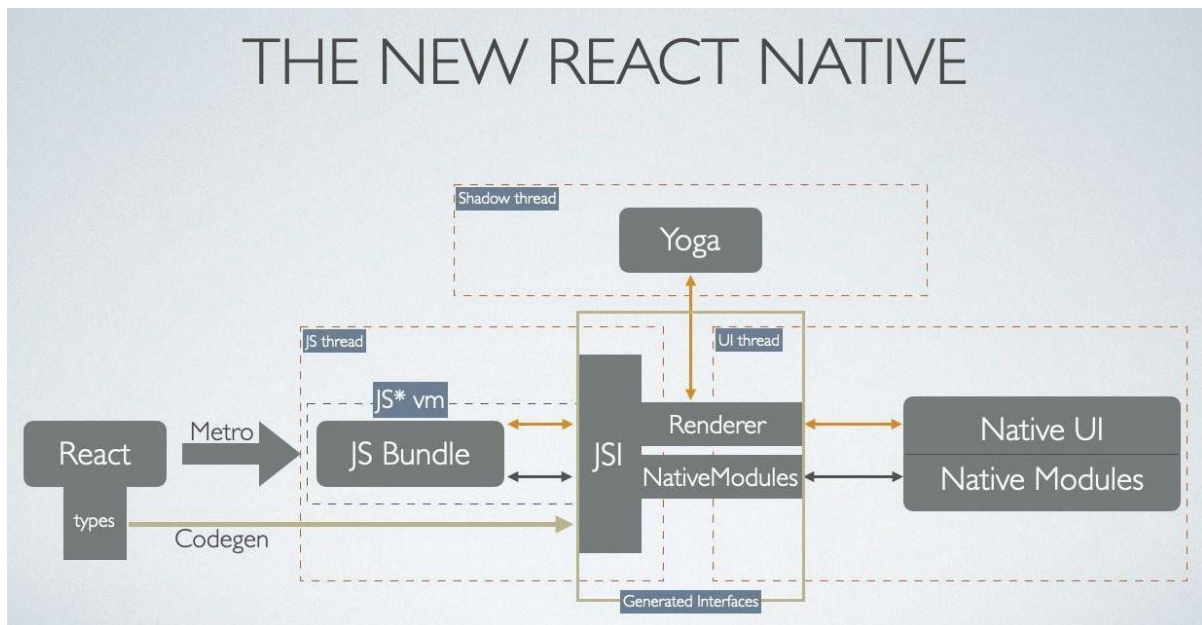 THE NEW REACT NATIVE
Shadow thread
Yoga
JS thread
UI thread
JS* vm
React
Metro
JS Bundle
JSI
Renderer
NativeModules
Native UI
Native Modules
types
Codegen
Generated Interfaces